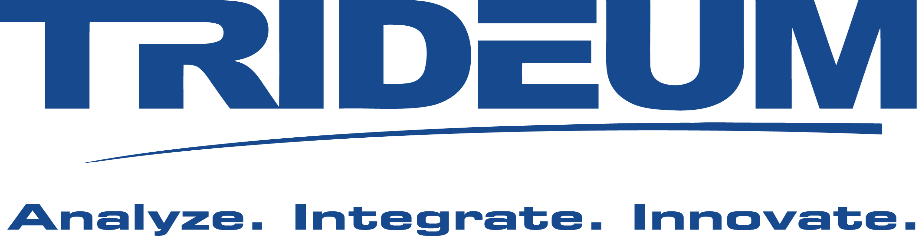 TRIDEUM
Analyze. Integrate. Innovate.